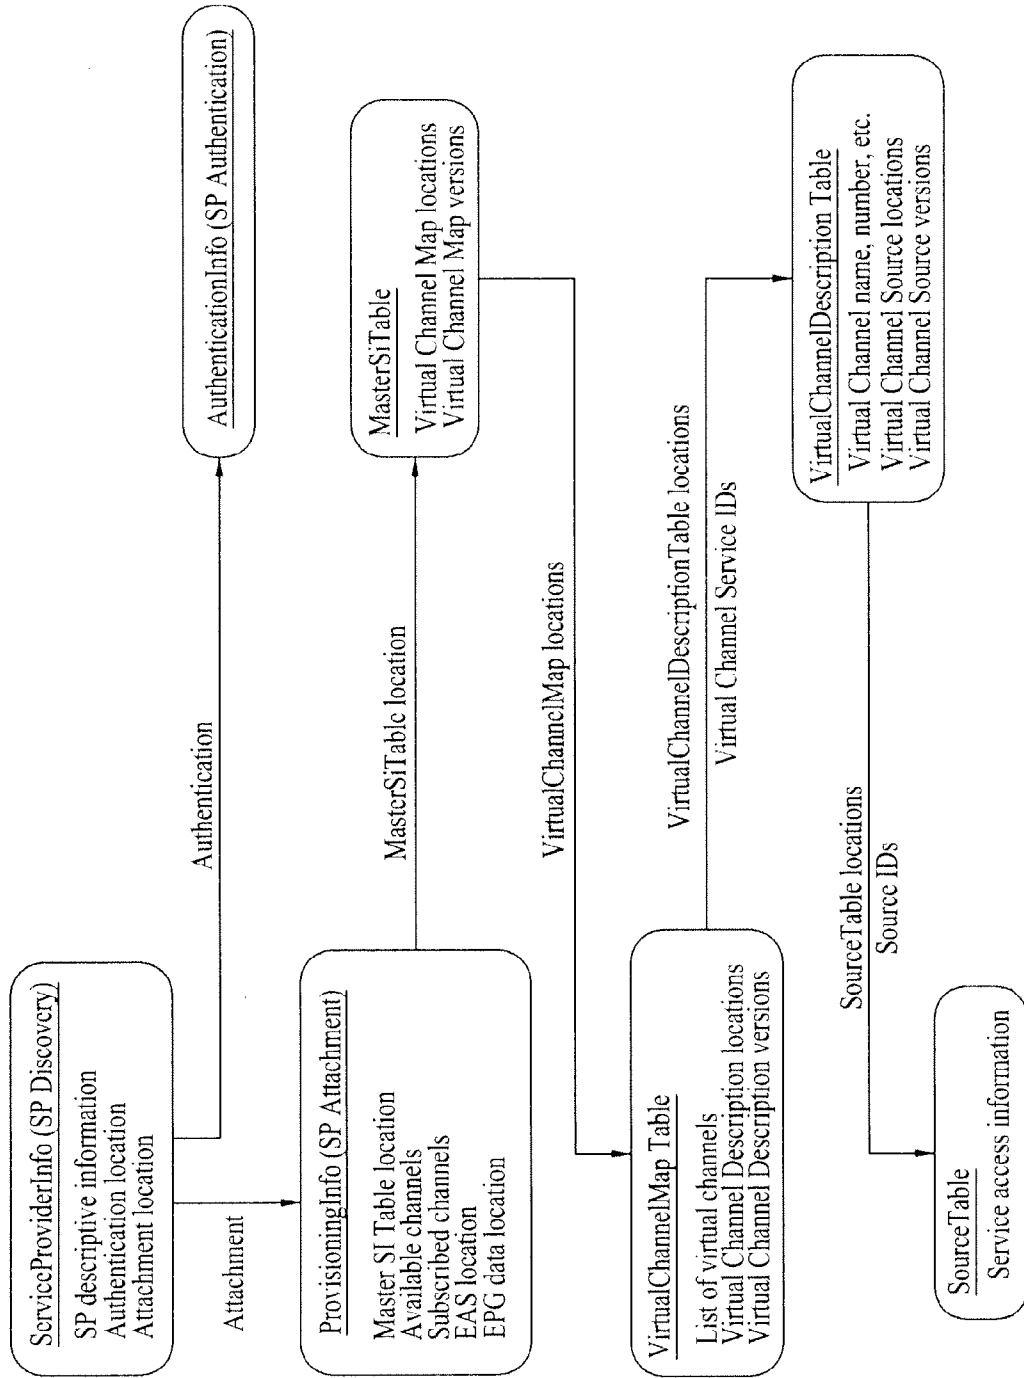 ServiceProviderInfo (SP Discovery)
SP descriptive information
Authentication location
Attachment location
Authentication
AuthenticationInfo (SP Authentication)
Attachment
ProvisioningInfo (SP Attachment)
Master SI Table location
Available channels
Subscribed channels
EAS location
EPG data location
MasterSiTable location
MasterSiTable
Virtual Channel Map locations
Virtual Channel Map versions
VirtualChannelMap locations
VirtualChannelMap Table
List of virtual channels
Virtual Channel Description locations
Virtual Channel Description versions
VirtualChannelDescriptionTable locations
Virtual Channel Service IDs
VirtualChannelDescription Table
Virtual Channel name, number, etc.
Virtual Channel Source locations
Virtual Channel Source versions
SourceTable locations
Source IDs
SourceTable
Service access information